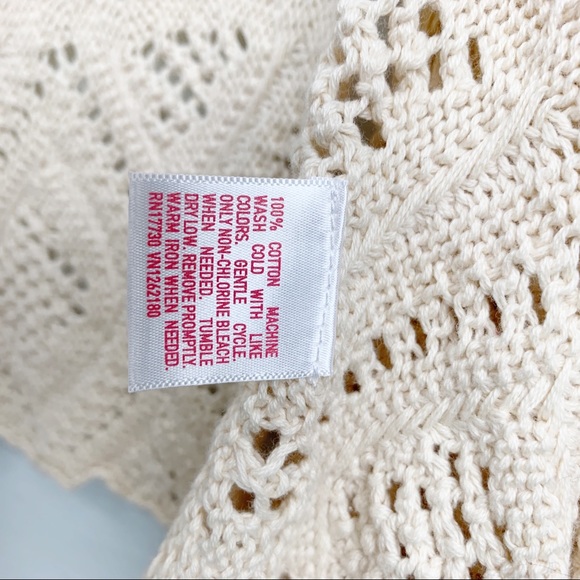 100% COTTON MACHINE
WASH COLD WITH LIKE
COLORS. GENTLE CYCLE.
ONLY NON-CHLORINE BLEACH
WHEN NEEDED. TUMBLE
DRY LOW. REMOVE PROMPTLY.
WARM IRON WHEN NEEDED.
RN17730 VN1262180